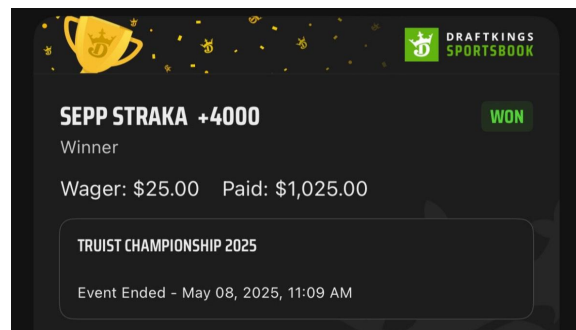 DRAFTKINGS
SPORTSBOOK
SEPP STRAKA +4000
WON
Winner
Wager: $25.00 Paid: $1,025.00
TRUIST CHAMPIONSHIP 2025
Event Ended - May 08, 2025, 11:09 AM